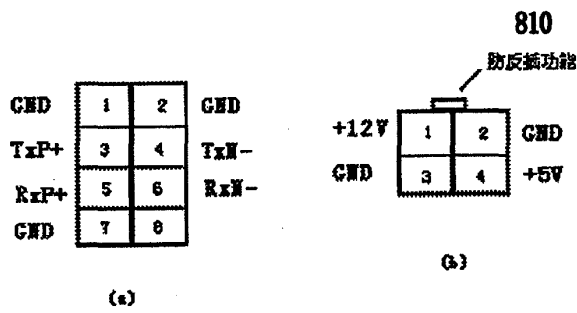 810
防反插功能
GND 1 2 GND
TxP+ 3 4 TxN-
RxP+ 5 6 RxN-
GND 7 8
(a)
+12V 1 2 GND
GND 3 4 +5V
(b)